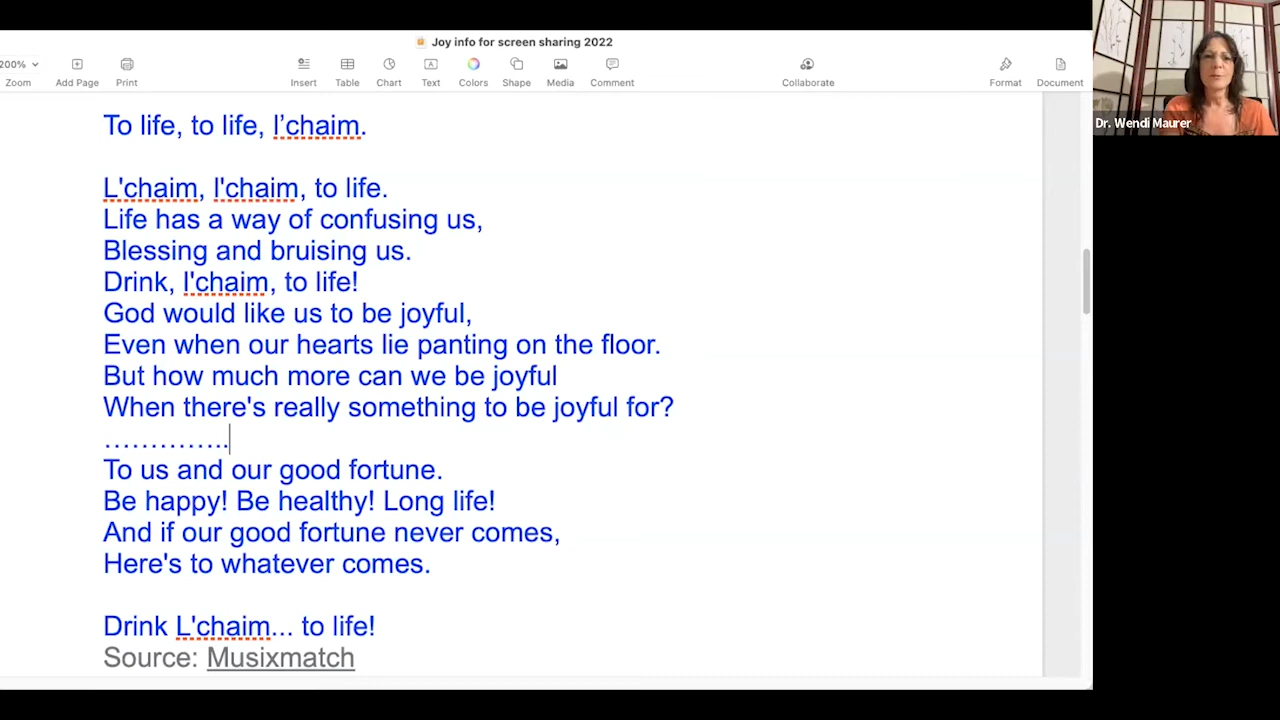 Joy info for screen sharing 2022
200%
Zoom
Add Page
Print
Insert
Table
Chart
Text
Colors
Shape
Media
Comment
Collaborate
Format
Document
Dr. Wendi Maurer
To life, to life, l’chaim.
L'chaim, l'chaim, to life.
Life has a way of confusing us,
Blessing and bruising us.
Drink, l'chaim, to life!
God would like us to be joyful,
Even when our hearts lie panting on the floor.
But how much more can we be joyful
When there's really something to be joyful for?
…………..
To us and our good fortune.
Be happy! Be healthy! Long life!
And if our good fortune never comes,
Here's to whatever comes.
Drink L'chaim... to life!
Source: Musixmatch